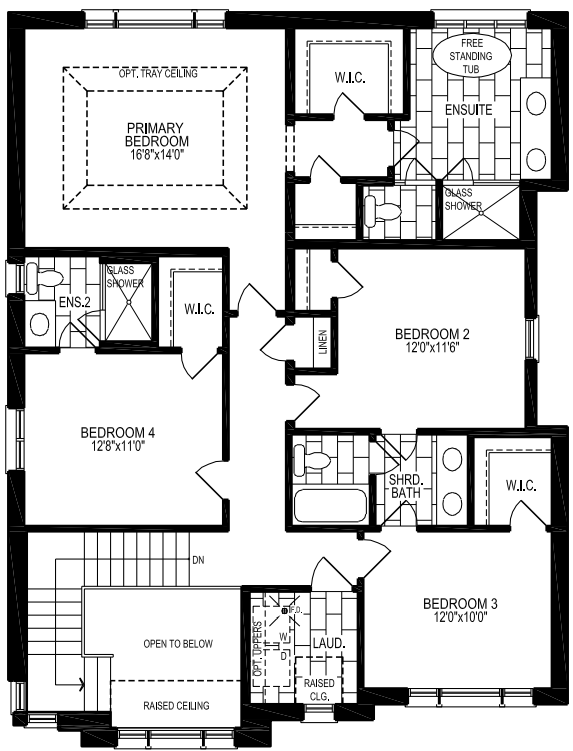 OPT. TRAY CEILING
PRIMARY
BEDROOM
16'8"x14'0"
W.I.C.
FREE
STANDING
TUB
ENSUITE
GLASS
SHOWER
GLASS
SHOWER
ENS.2
W.I.C.
LINEN
BEDROOM 2
12'0"x11'6"
BEDROOM 4
12'8"x11'0"
SHRD.
BATH
W.I.C.
DN
BEDROOM 3
12'0"x10'0"
OPEN TO BELOW
RAISED CEILING
OPT. UPPERS
F.D.
W
D
LAUD.
RAISED
CLG.